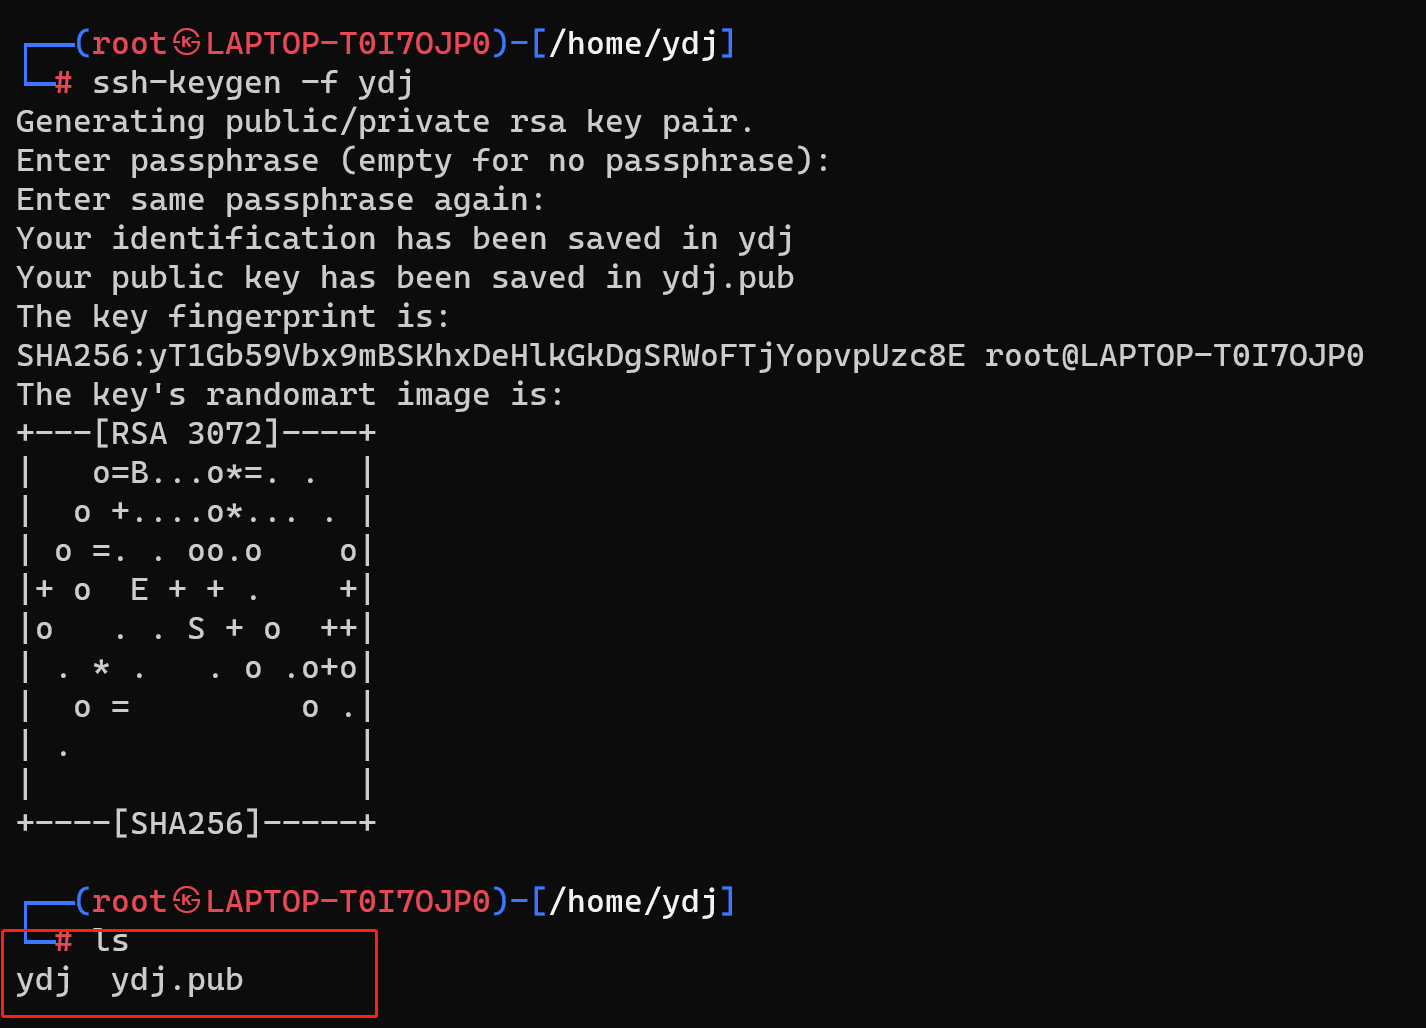 ┌──(root㉿LAPTOP-T0I7OJP0)-[/home/ydj]
└─# ssh-keygen -f ydj
Generating public/private rsa key pair.
Enter passphrase (empty for no passphrase):
Enter same passphrase again:
Your identification has been saved in ydj
Your public key has been saved in ydj.pub
The key fingerprint is:
SHA256:yT1Gb59Vbx9mBSKhxDeHlkGkDgSRWoFTjYopvpUzc8E root@LAPTOP-T0I7OJP0
The key's randomart image is:
+---[RSA 3072]----+
|   o=B...o*=. .  |
|  o +....o*... . |
| o =. . oo.o    o|
|+ o  E + + .    +|
|o   . . S + o  ++|
| . * .   . o .o+o|
|  o =         o .|
| .               |
|                 |
+----[SHA256]-----+
┌──(root㉿LAPTOP-T0I7OJP0)-[/home/ydj]
└─# ls
ydj  ydj.pub